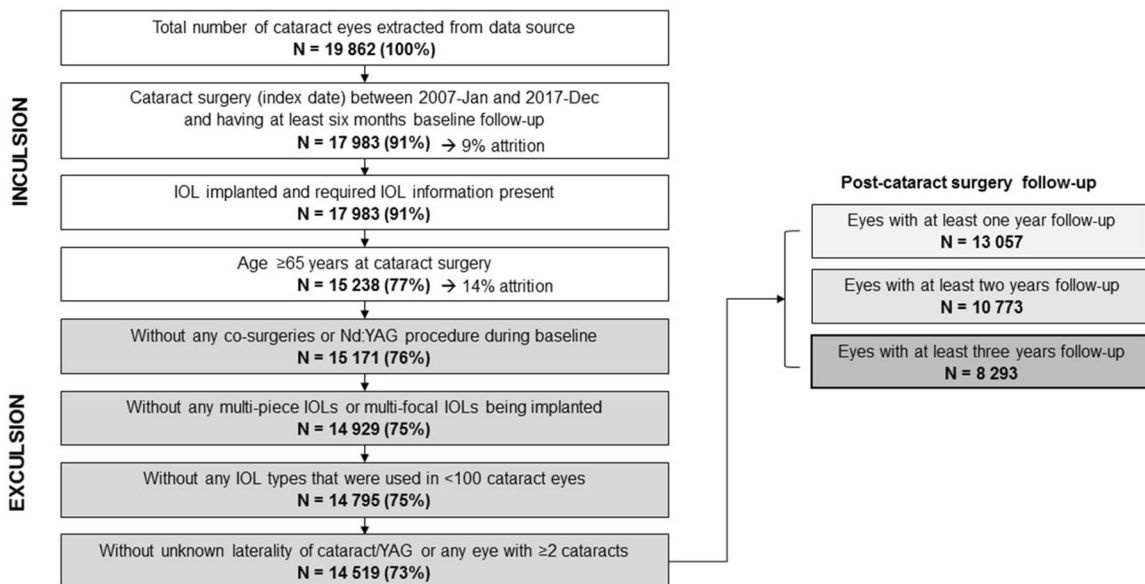 Total number of cataract eyes extracted from data source
N = 19 862 (100%)
INCULSION
Cataract surgery (index date) between 2007-Jan and 2017-Dec
and having at least six months baseline follow-up
N = 17 983 (91%) → 9% attrition
IOL implanted and required IOL information present
N = 17 983 (91%)
Age ≥65 years at cataract surgery
N = 15 238 (77%) → 14% attrition
EXCULSION
Without any co-surgeries or Nd:YAG procedure during baseline
N = 15 171 (76%)
Without any multi-piece IOLs or multi-focal IOLs being implanted
N = 14 929 (75%)
Without any IOL types that were used in <100 cataract eyes
N = 14 795 (75%)
Without unknown laterality of cataract/YAG or any eye with ≥2 cataracts
N = 14 519 (73%)
Post-cataract surgery follow-up
Eyes with at least one year follow-up
N = 13 057
Eyes with at least two years follow-up
N = 10 773
Eyes with at least three years follow-up
N = 8 293